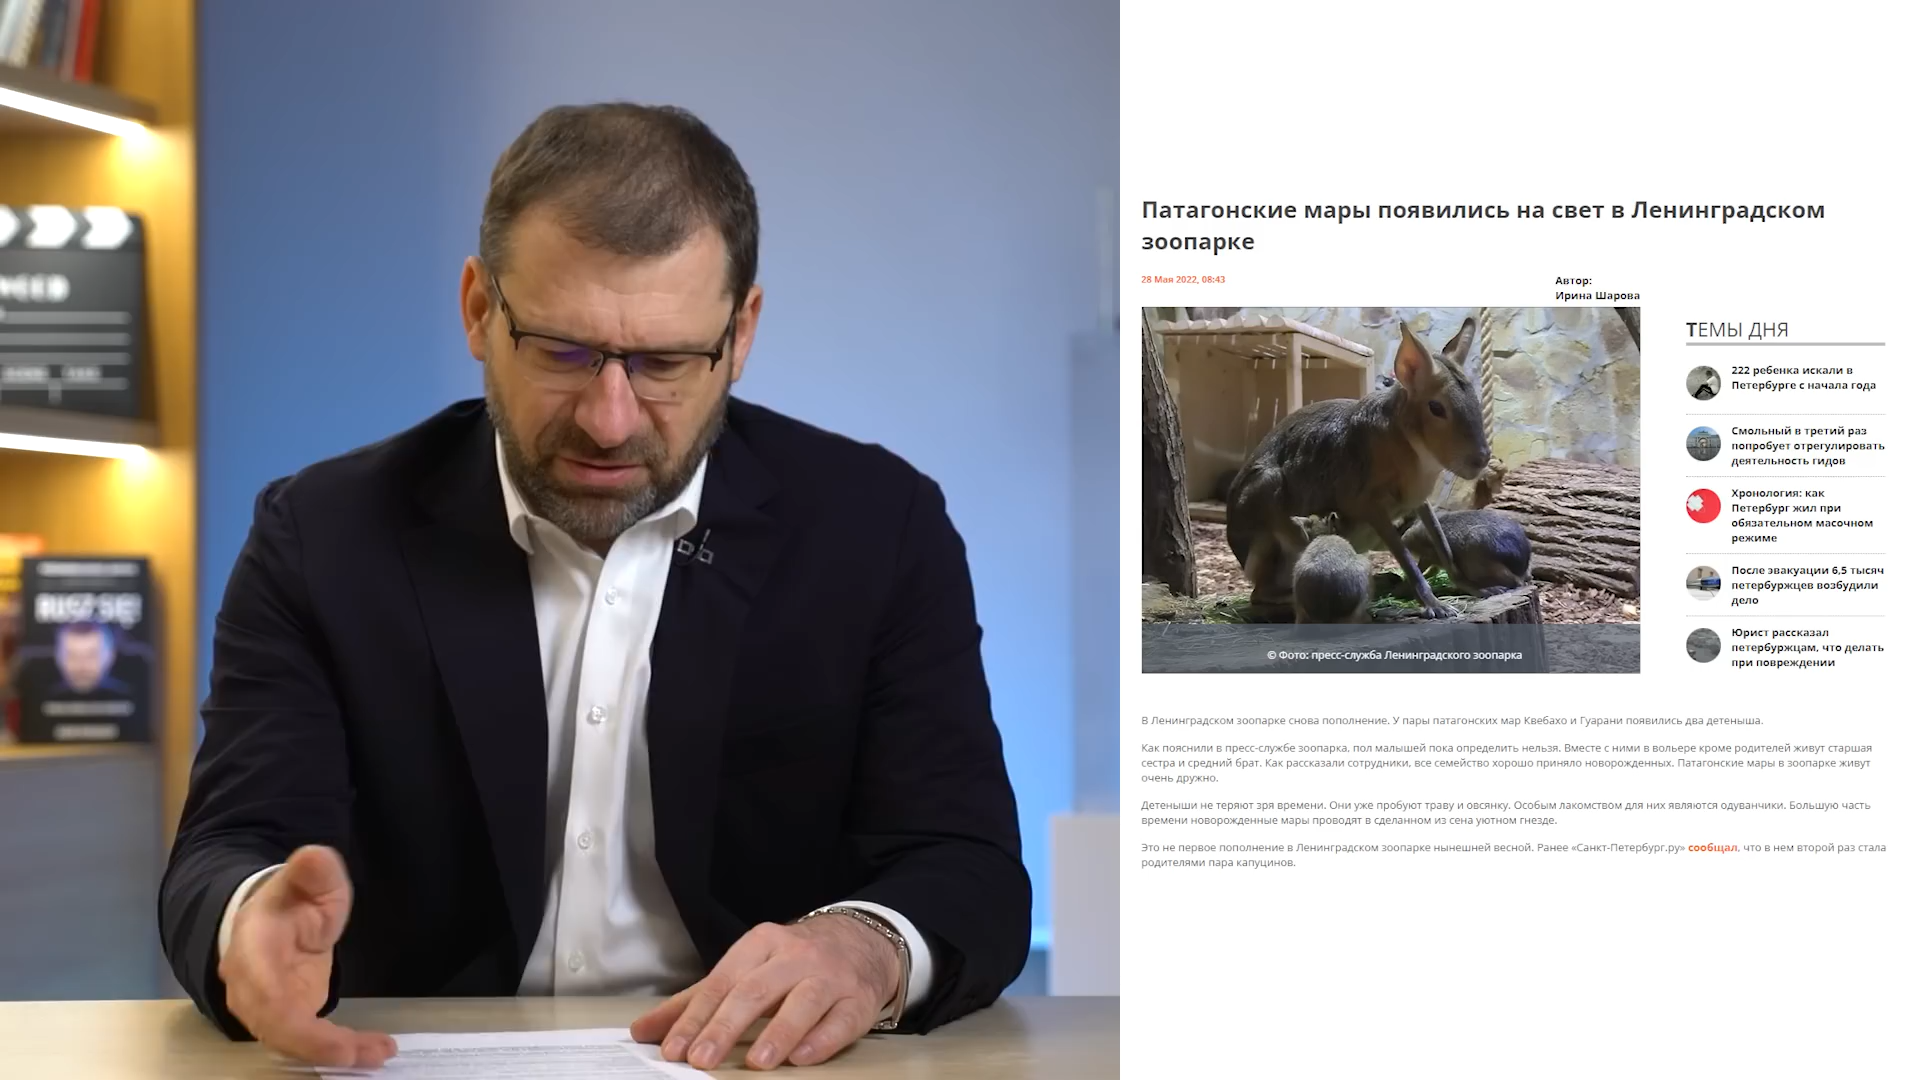 RUSZ SIĘ!
Патагонские мары появились на свет в Ленинградском
зоопарке
28 Мая 2022, 08:43
Автор:
Ирина Шарова
© Фото: пресс-служба Ленинградского зоопарка
ТЕМЫ ДНЯ
222 ребенка искали в
Петербурге с начала года
Смольный в третий раз
попробует отрегулировать
деятельность гидов
Хронология: как
Петербург жил при
обязательном масочном
режиме
После эвакуации 6,5 тысяч
петербуржцев возбудили
дело
Юрист рассказал
петербуржцам, что делать
при повреждении
В Ленинградском зоопарке снова пополнение. У пары патагонских мар Квебахо и Гуарани появились два детеныша.
Как пояснили в пресс-службе зоопарка, пол малышей пока определить нельзя. Вместе с ними в вольере кроме родителей живут старшая
сестра и средний брат. Как рассказали сотрудники, все семейство хорошо приняло новорожденных. Патагонские мары в зоопарке живут
очень дружно.
Детеныши не теряют зря времени. Они уже пробуют траву и овсянку. Особым лакомством для них являются одуванчики. Большую часть
времени новорожденные мары проводят в сделанном из сена уютном гнезде.
Это не первое пополнение в Ленинградском зоопарке нынешней весной. Ранее «Санкт-Петербург.ру» сообщал, что в нем второй раз стала
родителями пара капуцинов.